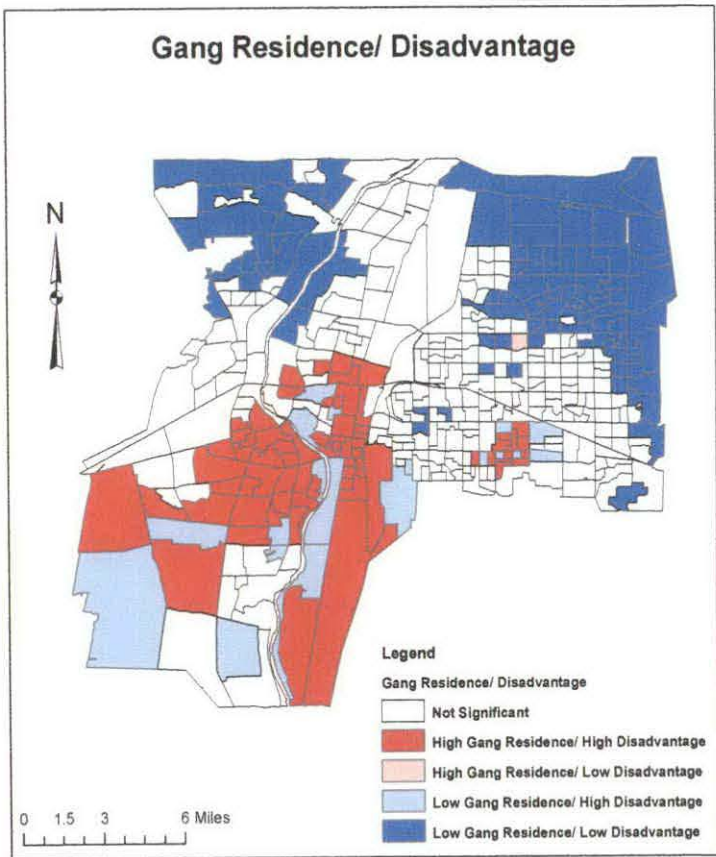 Gang Residence/ Disadvantage
N
Legend
Gang Residence/ Disadvantage
Not Significant
High Gang Residence/ High Disadvantage
High Gang Residence/ Low Disadvantage
Low Gang Residence/ High Disadvantage
Low Gang Residence/ Low Disadvantage
0 1.5 3 6 Miles